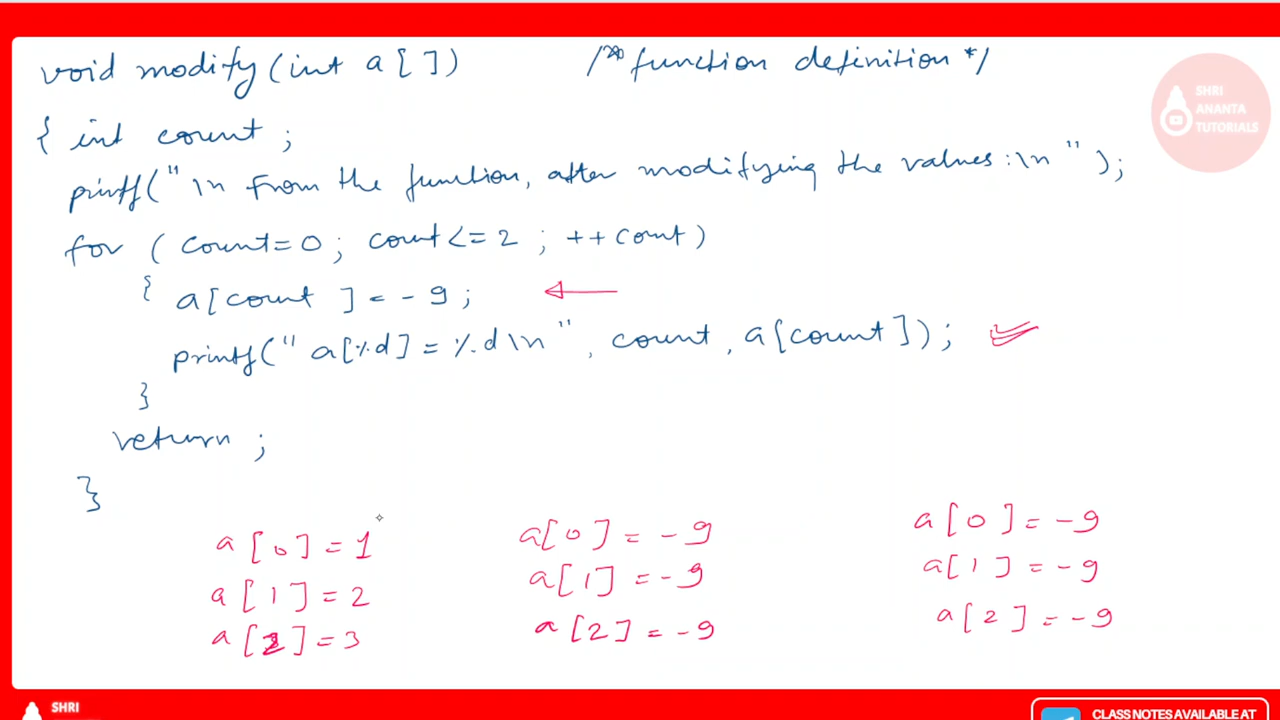 void modify(int a[]) /* function definition */
{ int count ;
printf(" \n From the function, after modifying the values:\n ");
for ( count=0 ; count<=2 ; ++count)
{ a[count ] = -9 ;
printf(" a[%d] = %d\n ", count, a[count]);
}
return ;
}
a[0]=1
a[1]=2
a[2]=3
a[0] = -9
a[1] = -9
a[2] = -9
a[0] = -9
a[1] = -9
a[2] = -9
SHRI
ANANTA
TUTORIALS
SHRI
CLASS NOTES AVAILABLE AT